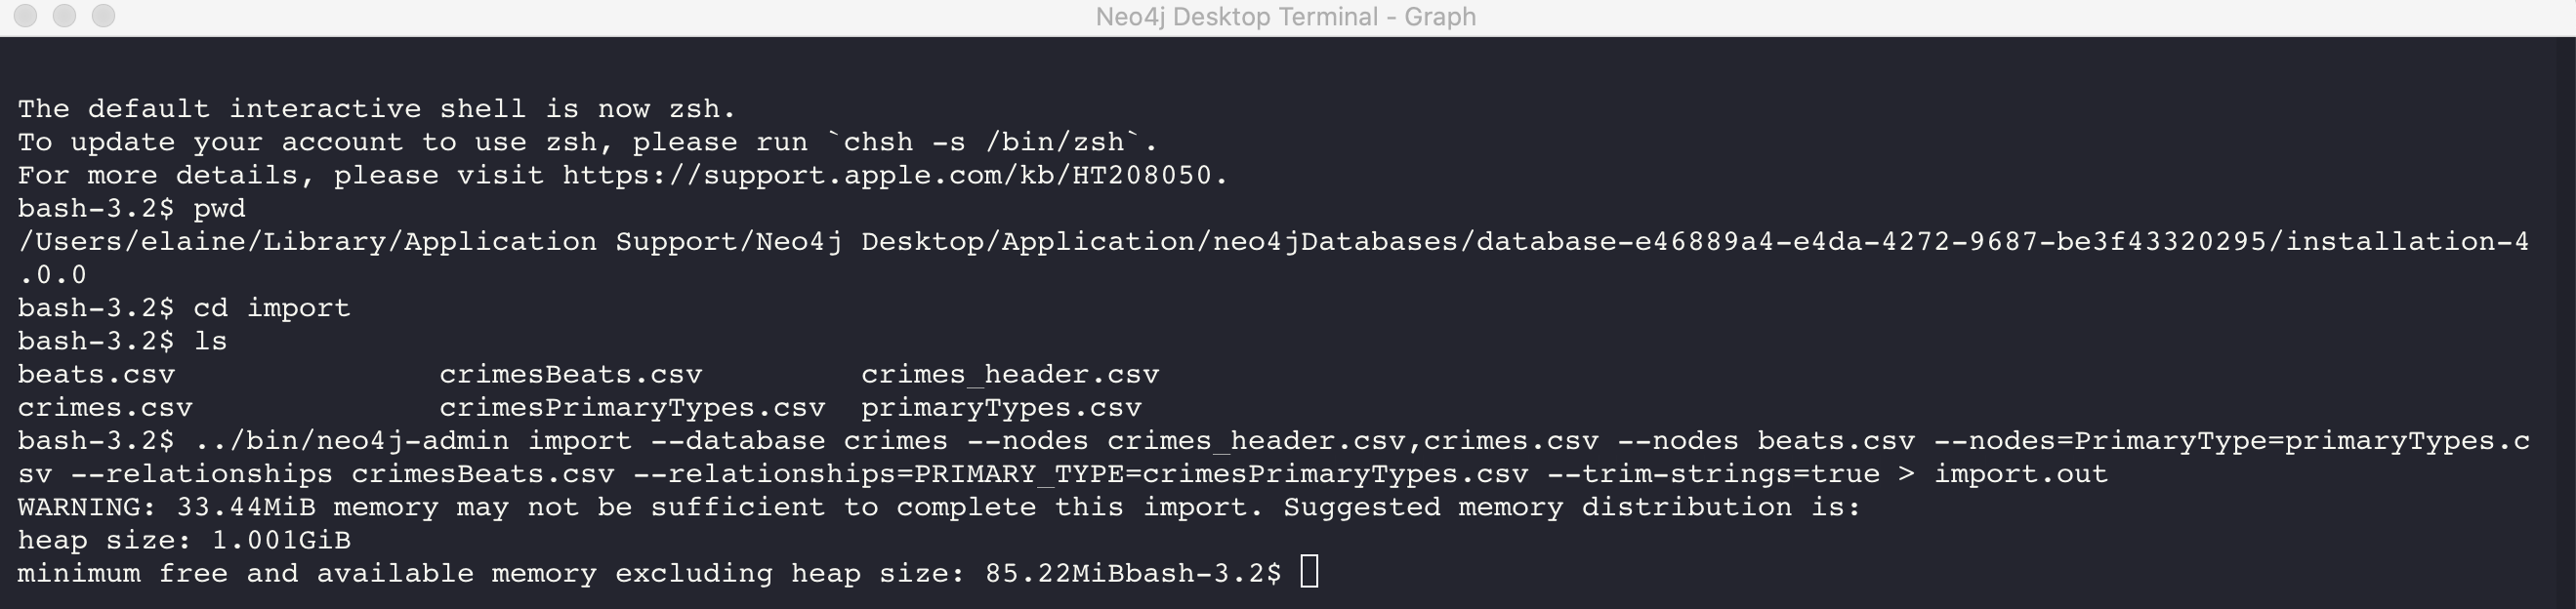 Neo4j Desktop Terminal - Graph
The default interactive shell is now zsh.
To update your account to use zsh, please run `chsh -s /bin/zsh`.
For more details, please visit https://support.apple.com/kb/HT208050.
bash-3.2$ pwd
/Users/elaine/Library/Application Support/Neo4j Desktop/Application/neo4jDatabases/database-e46889a4-e4da-4272-9687-be3f43320295/installation-4
.0.0
bash-3.2$ cd import
bash-3.2$ ls
beats.csv crimesBeats.csv crimes_header.csv
crimes.csv crimesPrimaryTypes.csv primaryTypes.csv
bash-3.2$ ../bin/neo4j-admin import --database crimes --nodes crimes_header.csv,crimes.csv --nodes beats.csv --nodes=PrimaryType=primaryTypes.c
sv --relationships crimesBeats.csv --relationships=PRIMARY_TYPE=crimesPrimaryTypes.csv --trim-strings=true > import.out
WARNING: 33.44MiB memory may not be sufficient to complete this import. Suggested memory distribution is:
heap size: 1.001GiB
minimum free and available memory excluding heap size: 85.22MiBbash-3.2$